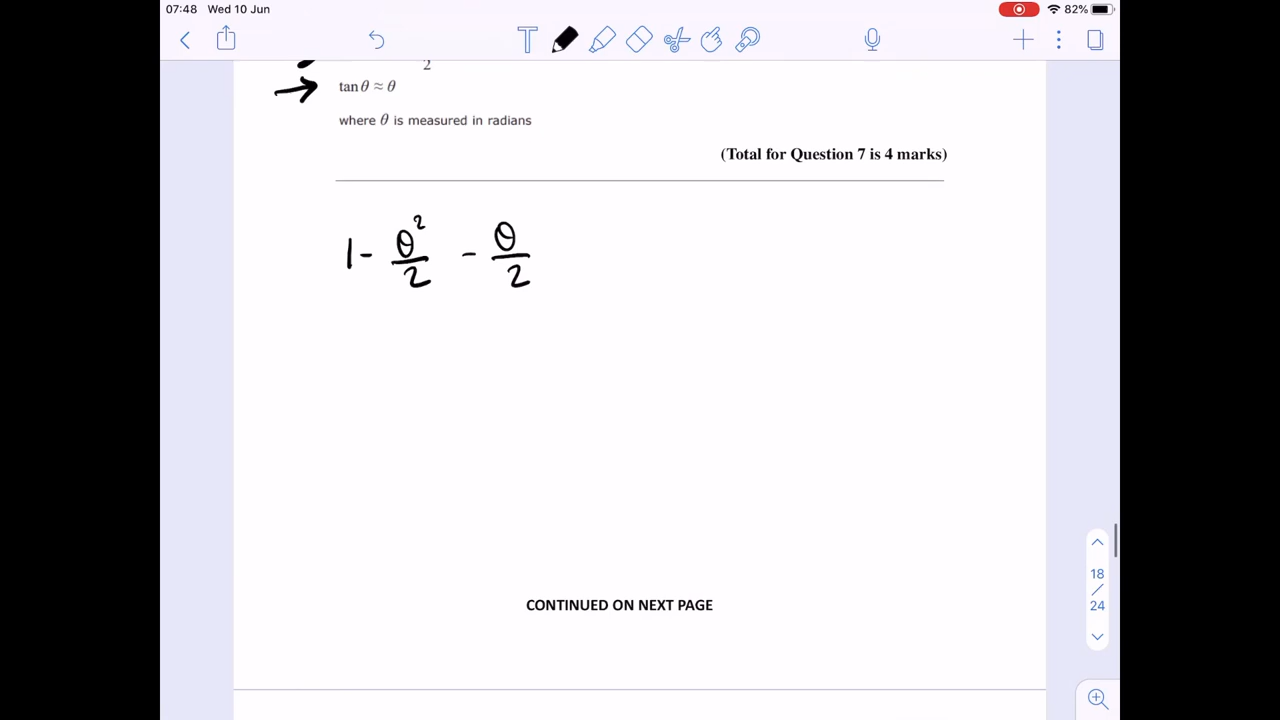 07:48 Wed 10 Jun 82%
T
2
tan θ ≈ θ
where θ is measured in radians
(Total for Question 7 is 4 marks)
1 - θ²/2 - θ/2
18
/
24
CONTINUED ON NEXT PAGE